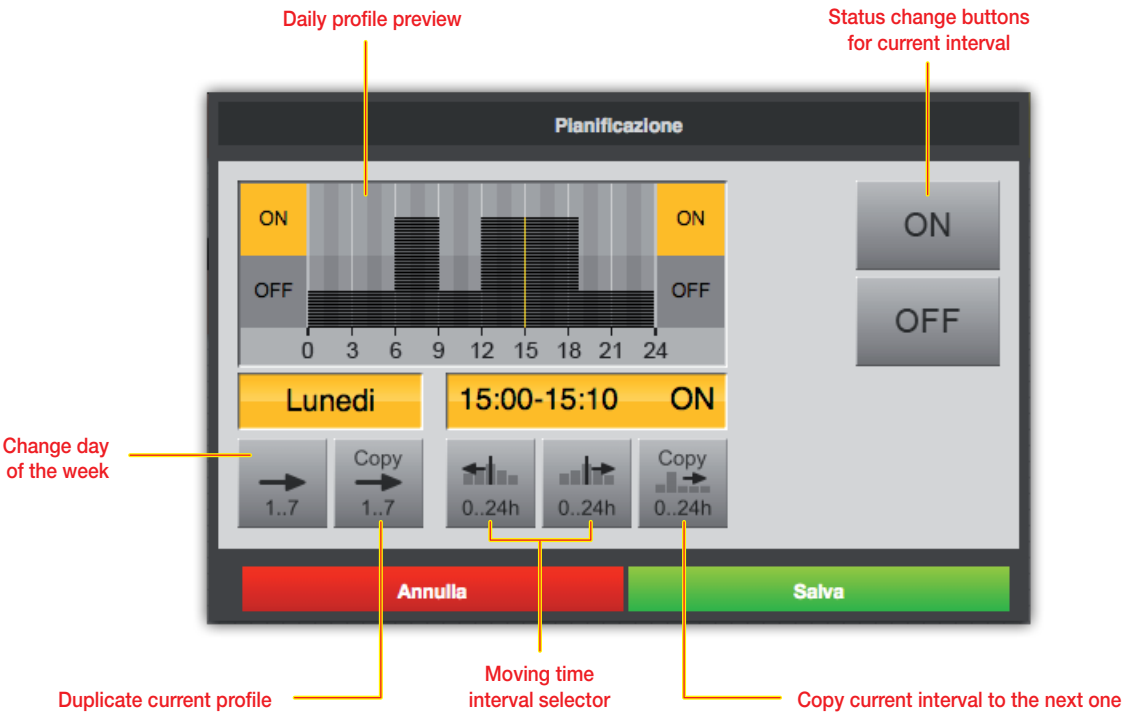 Daily profile preview
Status change buttons
for current interval
Pianificazione
ON
ON
ON
OFF
OFF
OFF
0 3 6 9 12 15 18 21 24
Lunedi
15:00-15:10 ON
Change day
of the week
Copy
Copy
1..7
1..7
0..24h
0..24h
0..24h
Annulla
Salva
Moving time
interval selector
Duplicate current profile
Copy current interval to the next one